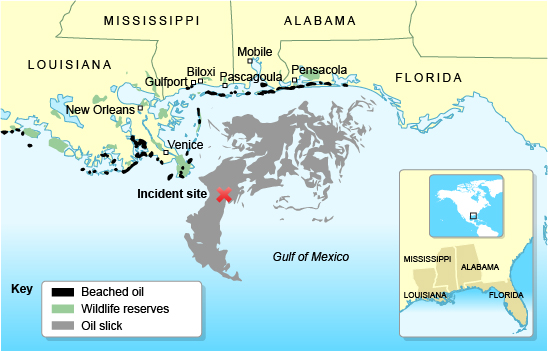 MISSISSIPPI
ALABAMA
Mobile
LOUISIANA
Biloxi
Pensacola
Gulfport
Pascagoula
FLORIDA
New Orleans
Venice
Incident site
Gulf of Mexico
Key
Beached oil
Wildlife reserves
Oil slick
MISSISSIPPI
ALABAMA
LOUISIANA
FLORIDA